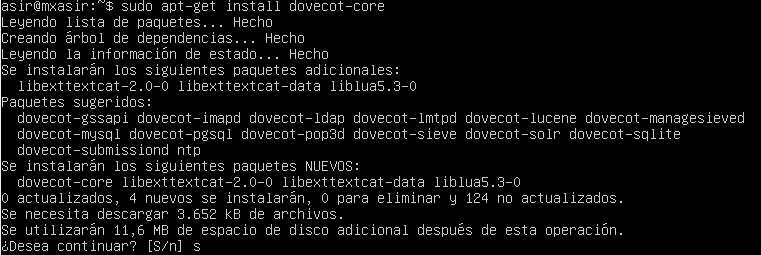 asir@mxasir:~$ sudo apt-get install dovecot-core
Leyendo lista de paquetes... Hecho
Creando árbol de dependencias... Hecho
Leyendo la información de estado... Hecho
Se instalarán los siguientes paquetes adicionales:
  libexttextcat-2.0-0 libexttextcat-data liblua5.3-0
Paquetes sugeridos:
  dovecot-gssapi dovecot-imapd dovecot-ldap dovecot-lmtpd dovecot-lucene dovecot-managesieved
  dovecot-mysql dovecot-pgsql dovecot-pop3d dovecot-sieve dovecot-solr dovecot-sqlite
  dovecot-submissiond ntp
Se instalarán los siguientes paquetes NUEVOS:
  dovecot-core libexttextcat-2.0-0 libexttextcat-data liblua5.3-0
0 actualizados, 4 nuevos se instalarán, 0 para eliminar y 124 no actualizados.
Se necesita descargar 3.652 kB de archivos.
Se utilizarán 11,6 MB de espacio de disco adicional después de esta operación.
¿Desea continuar? [S/n] s